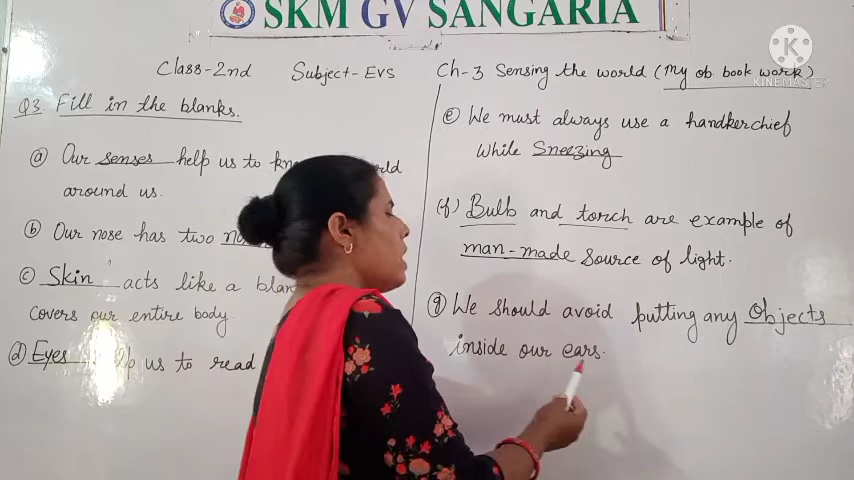 SKM GV SANGARIA
K
KINEMASTER
Class-2nd Subject-EVS Ch-3 Sensing the world (My ob. book work)
Q3. Fill in the blanks.
ⓐ Our senses help us to
around us.
ⓑ Our nose has two
ⓒ Skin acts like a
covers our entire body.
ⓓ Eyes us to read
ⓔ We must always use a handkerchief
while Sneezing
(f) Bulb and torch are example of
man-made source of light.
ⓖ We should avoid putting any Objects
inside our ears.